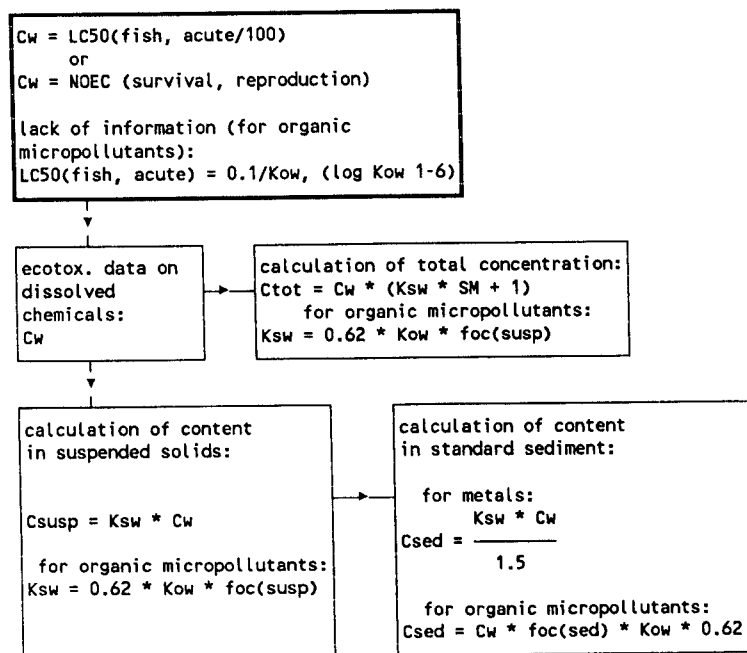 Cw = LC50(fish, acute/100)
or
Cw = NOEC (survival, reproduction)
lack of information (for organic
micropollutants):
LC50(fish, acute) = 0.1/Kow, (log Kow 1-6)
ecotox. data on
dissolved
chemicals:
Cw
calculation of total concentration:
Ctot = Cw * (Ksw * SM + 1)
for organic micropollutants:
Ksw = 0.62 * Kow * foc(susp)
calculation of content
in suspended solids:
Csusp = Ksw * Cw
for organic micropollutants:
Ksw = 0.62 * Kow * foc(susp)
calculation of content
in standard sediment:
for metals:
Ksw * Cw
Csed =
1.5
for organic micropollutants:
Csed = Cw * foc(sed) * Kow * 0.62